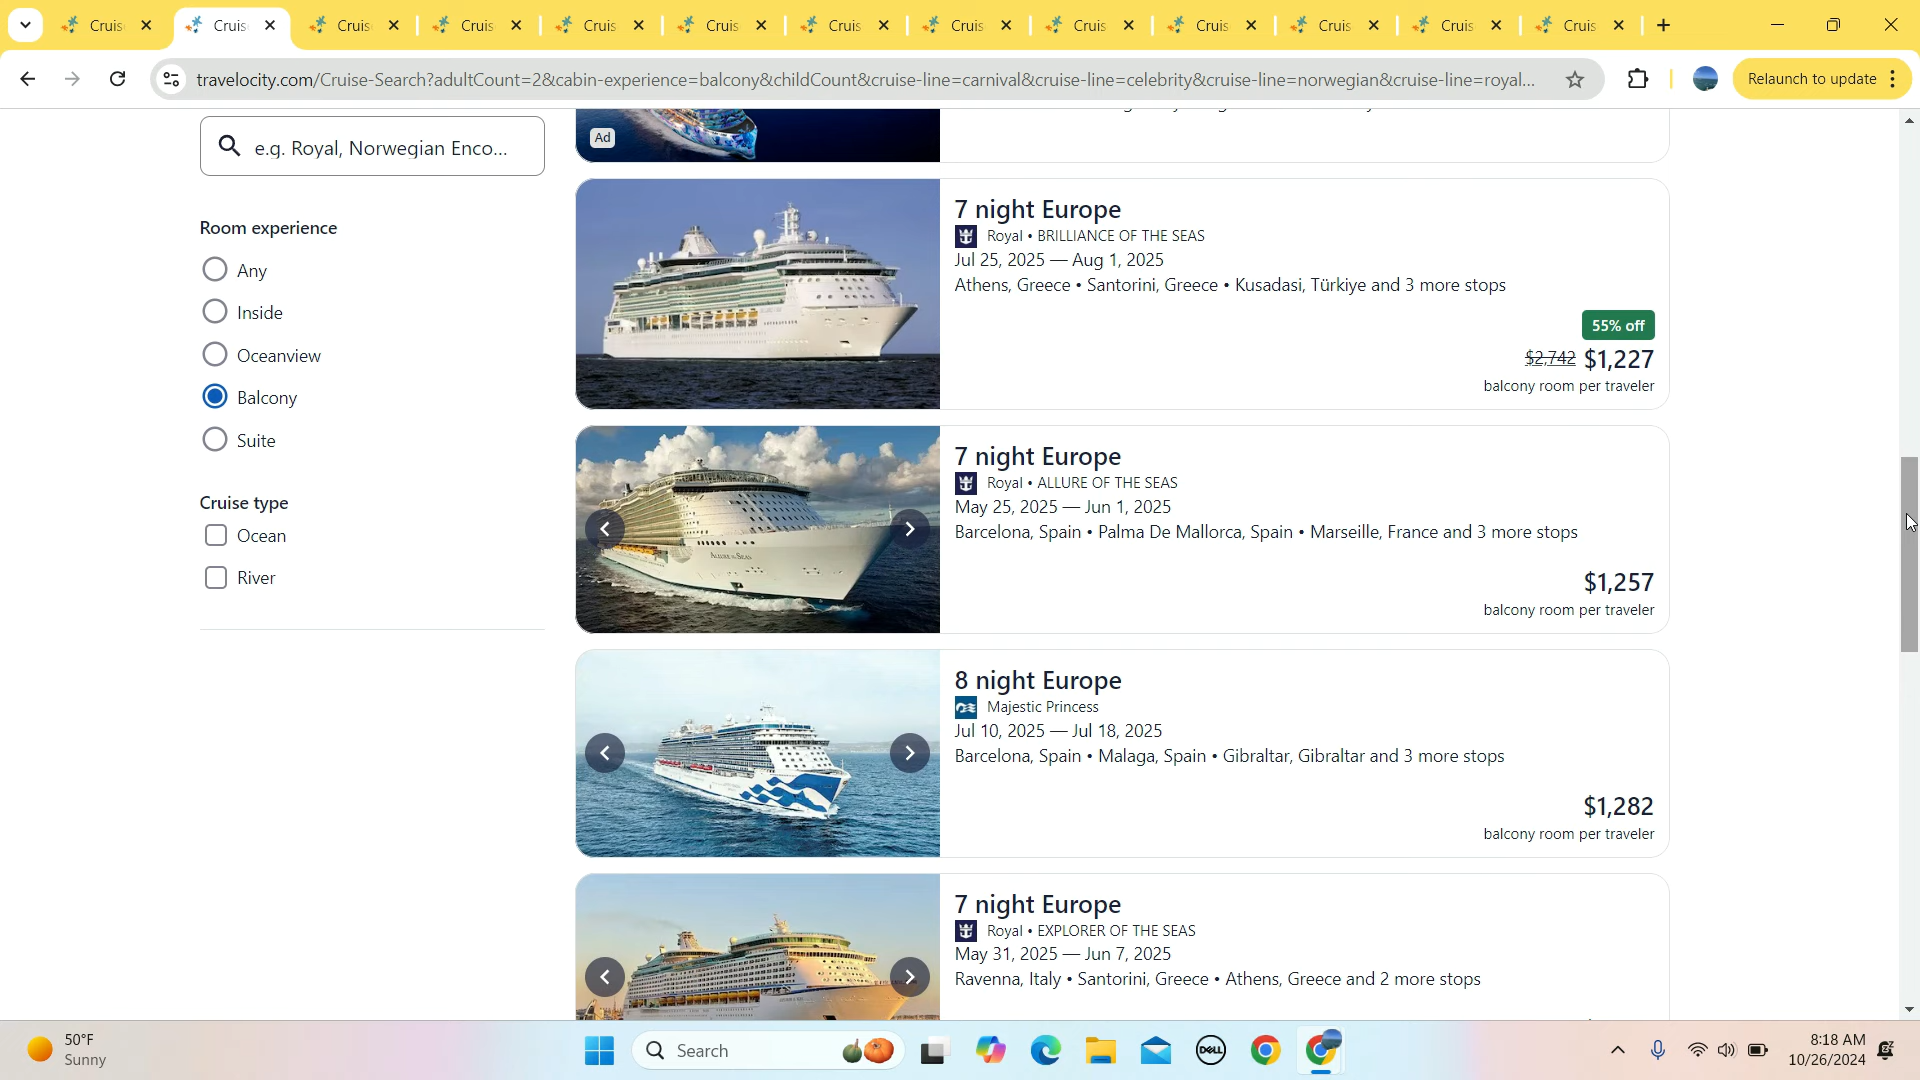 Cruis Cruis Cruis Cruis Cruis Cruis Cruis Cruis Cruis Cruis Cruis Cruis Cruis
travelocity.com/Cruise-Search?adultCount=2&cabin-experience=balcony&childCount&cruise-line=carnival&cruise-line=celebrity&cruise-line=norwegian&cruise-line=royal...
Relaunch to update
e.g. Royal, Norwegian Enco...
Room experience
Any
Inside
Oceanview
Balcony
Suite
Cruise type
Ocean
River
Ad
7 night Europe
Royal • BRILLIANCE OF THE SEAS
Jul 25, 2025 — Aug 1, 2025
Athens, Greece • Santorini, Greece • Kusadasi, Türkiye and 3 more stops
55% off
$2,742 $1,227
balcony room per traveler
7 night Europe
Royal • ALLURE OF THE SEAS
May 25, 2025 — Jun 1, 2025
Barcelona, Spain • Palma De Mallorca, Spain • Marseille, France and 3 more stops
$1,257
balcony room per traveler
8 night Europe
Majestic Princess
Jul 10, 2025 — Jul 18, 2025
Barcelona, Spain • Malaga, Spain • Gibraltar, Gibraltar and 3 more stops
$1,282
balcony room per traveler
7 night Europe
Royal • EXPLORER OF THE SEAS
May 31, 2025 — Jun 7, 2025
Ravenna, Italy • Santorini, Greece • Athens, Greece and 2 more stops
50°F
Sunny
Search
DELL
8:18 AM
10/26/2024